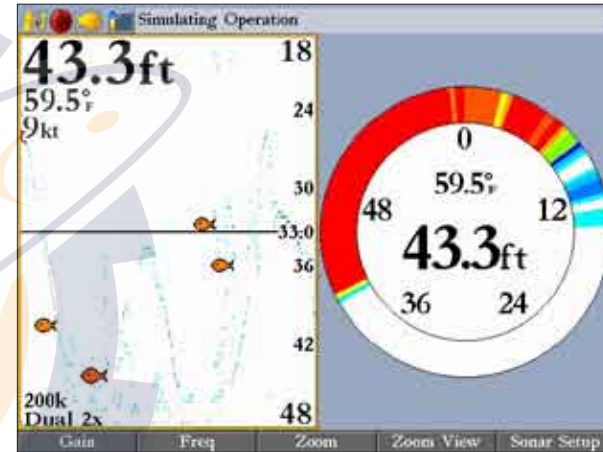 Simulating Operation
43.3ft
59.5°F
9kt
18
24
30
33.0
36
42
48
200k
Dual 2x
0
12
24
36
48
59.5°F
43.3ft
Gain
Freq
Zoom
Zoom View
Sonar Setup